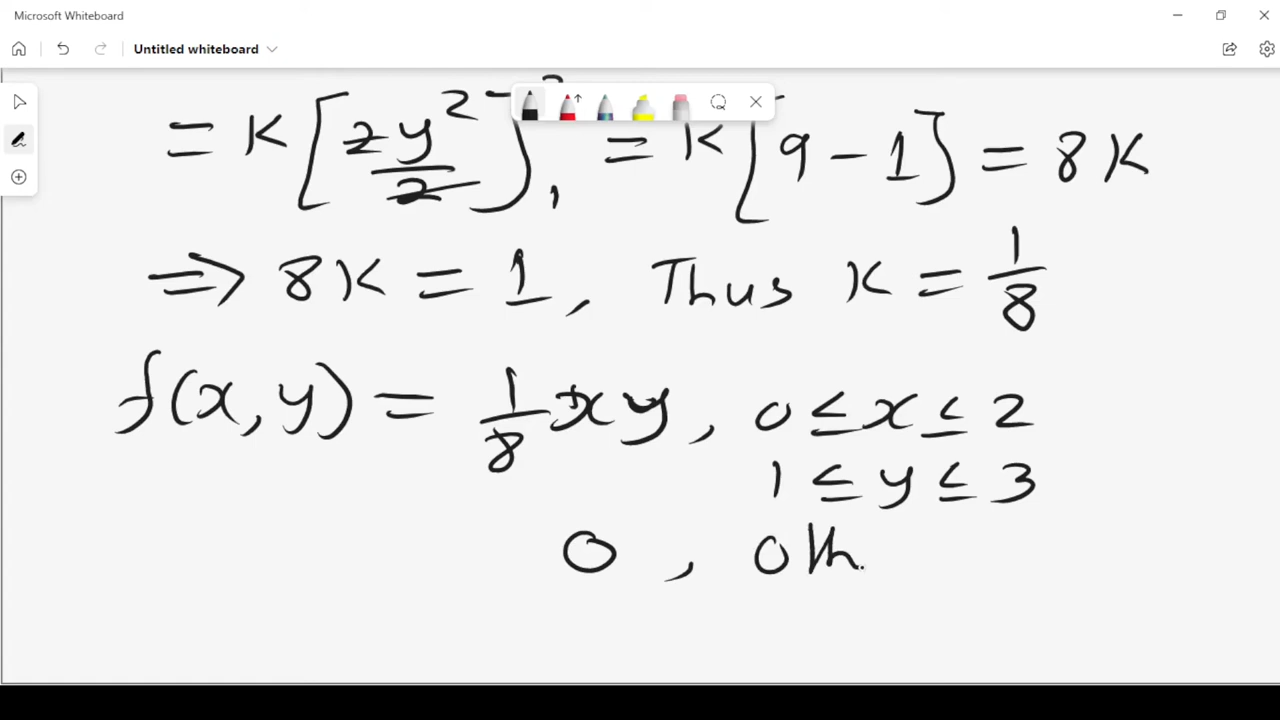 Microsoft Whiteboard
Untitled whiteboard
= K [2y²/2]₁ = K [9 - 1] = 8K
⇒ 8K = 1, Thus K = 1/8
f(x, y) = 1/8 xy, 0 ≤ x ≤ 2
1 ≤ y ≤ 3
0 , oth